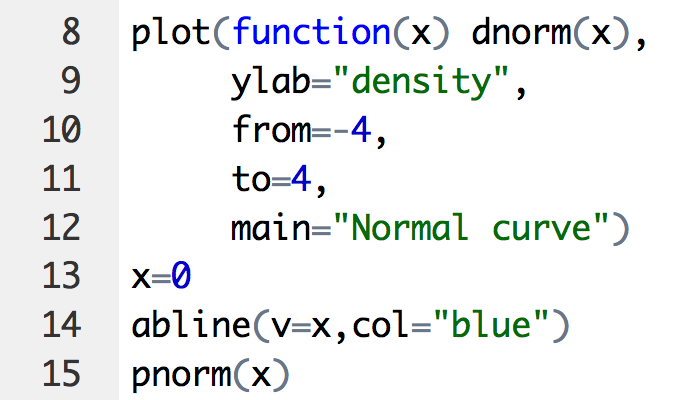 8 plot(function(x) dnorm(x),
9 ylab="density",
10 from=-4,
11 to=4,
12 main="Normal curve")
13 x=0
14 abline(v=x,col="blue")
15 pnorm(x)